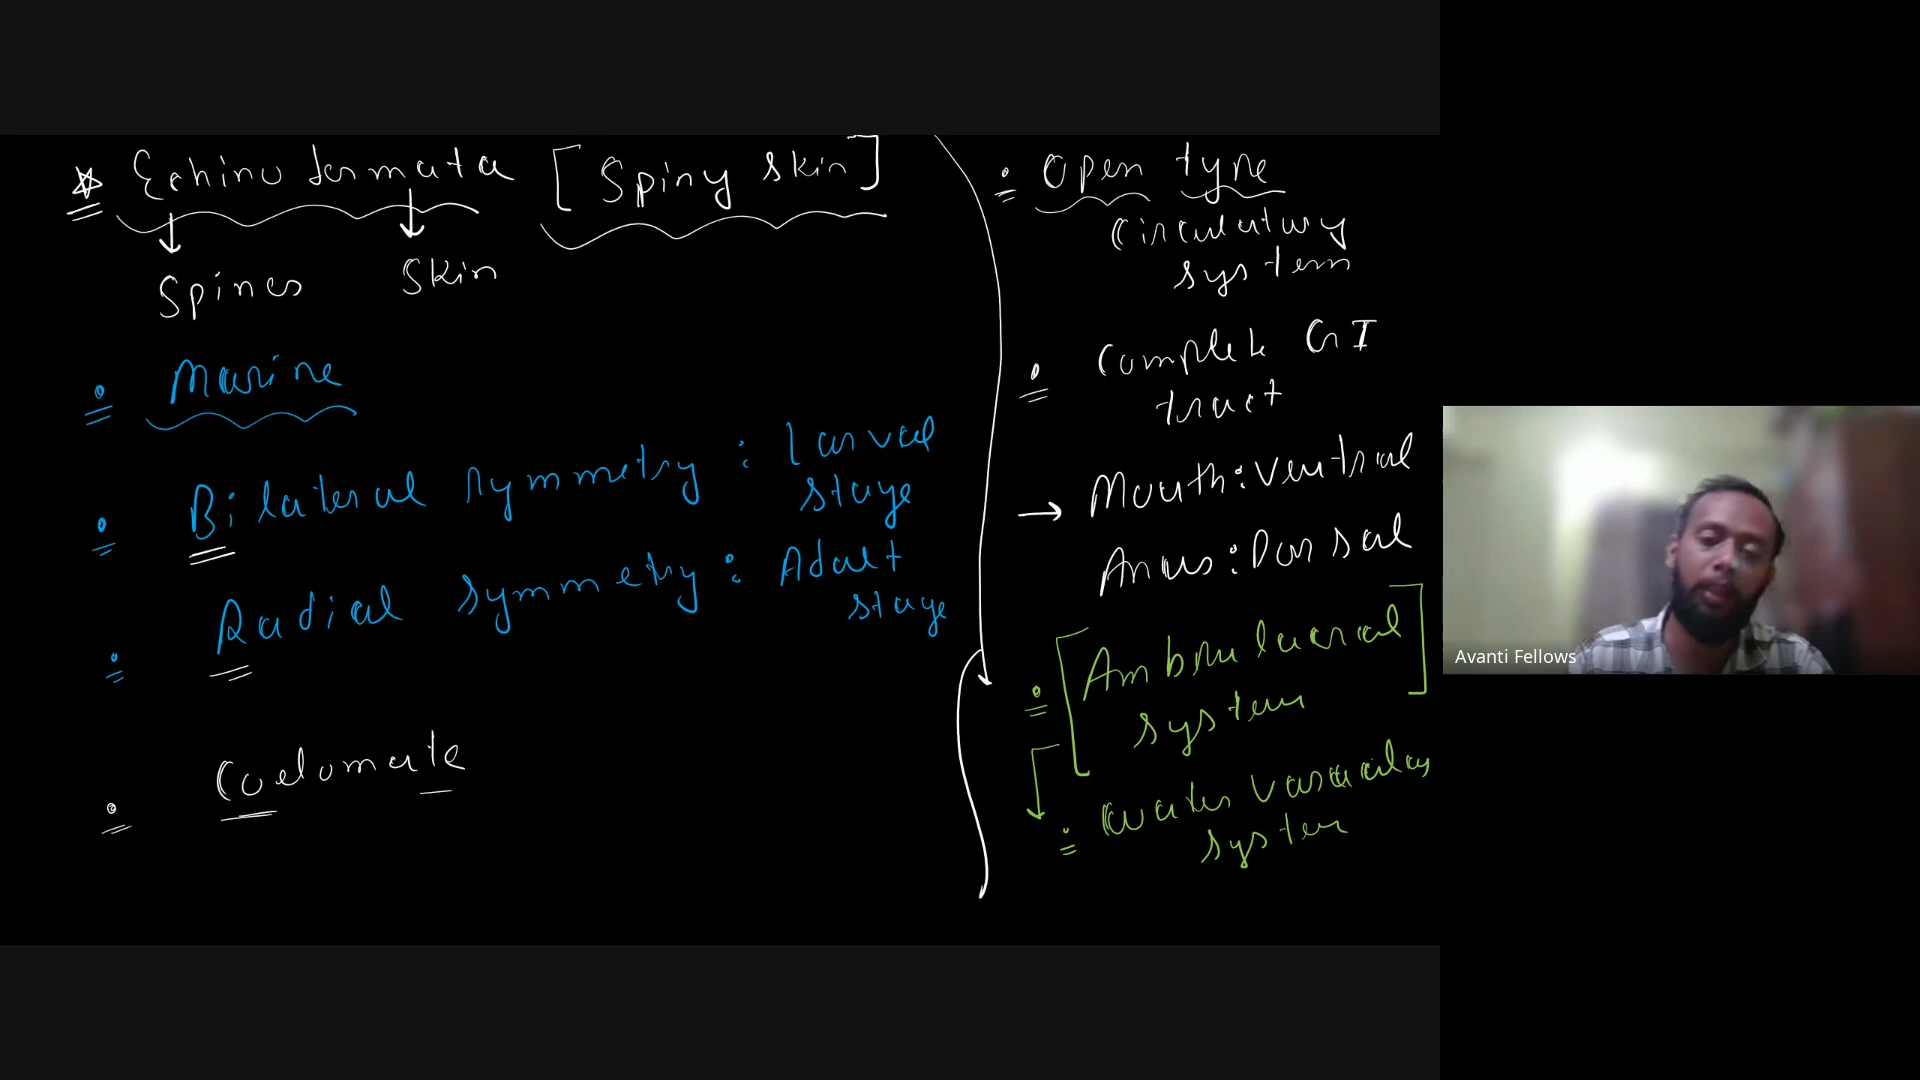 Echinodermata [Spiny skin]
Spines Skin
Marine
Bilateral symmetry : Larval
stage
Radial symmetry : Adult
stage
Coelomate
Open type
Circulatory
system
Complete GI
tract
→ Mouth : Ventral
Anus : Dorsal
[Ambulacral
system]
Water vascular
system
Avanti Fellows